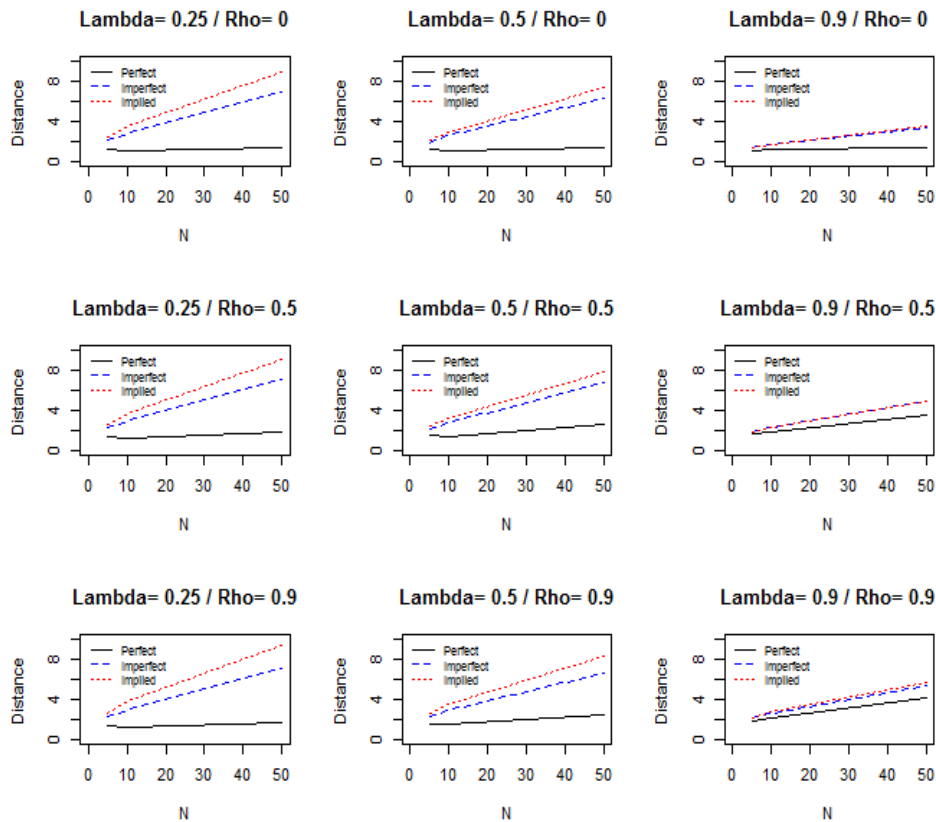 Lambda= 0.25 / Rho= 0
Perfect
Imperfect
Implied
Distance
0 4 8
0 10 20 30 40 50
N
Lambda= 0.5 / Rho= 0
Perfect
Imperfect
Implied
Distance
0 4 8
0 10 20 30 40 50
N
Lambda= 0.9 / Rho= 0
Perfect
Imperfect
Implied
Distance
0 4 8
0 10 20 30 40 50
N
Lambda= 0.25 / Rho= 0.5
Perfect
Imperfect
Implied
Distance
0 4 8
0 10 20 30 40 50
N
Lambda= 0.5 / Rho= 0.5
Perfect
Imperfect
Implied
Distance
0 4 8
0 10 20 30 40 50
N
Lambda= 0.9 / Rho= 0.5
Perfect
Imperfect
Implied
Distance
0 4 8
0 10 20 30 40 50
N
Lambda= 0.25 / Rho= 0.9
Perfect
Imperfect
Implied
Distance
0 4 8
0 10 20 30 40 50
N
Lambda= 0.5 / Rho= 0.9
Perfect
Imperfect
Implied
Distance
0 4 8
0 10 20 30 40 50
N
Lambda= 0.9 / Rho= 0.9
Perfect
Imperfect
Implied
Distance
0 4 8
0 10 20 30 40 50
N